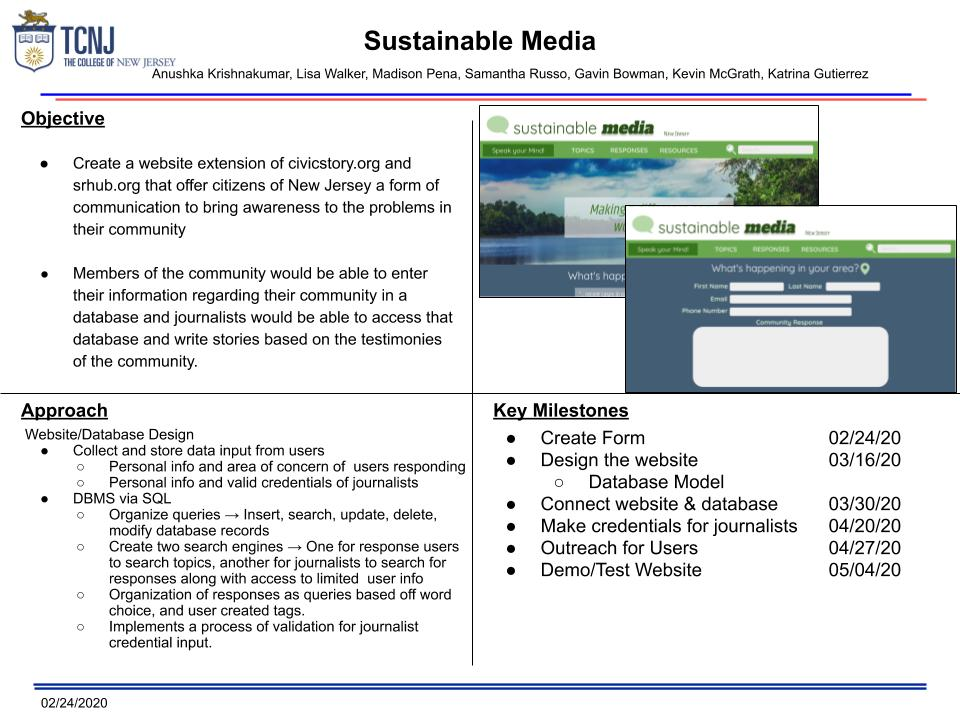 TCNJ
THE COLLEGE OF NEW JERSEY
Sustainable Media
Anushka Krishnakumar, Lisa Walker, Madison Pena, Samantha Russo, Gavin Bowman, Kevin McGrath, Katrina Gutierrez
Objective
● Create a website extension of civicstory.org and
srhub.org that offer citizens of New Jersey a form of
communication to bring awareness to the problems in
their community
● Members of the community would be able to enter
their information regarding their community in a
database and journalists would be able to access that
database and write stories based on the testimonies
of the community.
sustainable media New Jersey
Speak your Mind! TOPICS RESPONSES RESOURCES
Making
What's happ
sustainable media New Jersey
Speak your Mind! TOPICS RESPONSES RESOURCES
What's happening in your area?
First Name Last Name
Email
Phone Number
Community Response
Approach
Website/Database Design
● Collect and store data input from users
○ Personal info and area of concern of users responding
○ Personal info and valid credentials of journalists
● DBMS via SQL
○ Organize queries → Insert, search, update, delete,
modify database records
○ Create two search engines → One for response users
to search topics, another for journalists to search for
responses along with access to limited user info
○ Organization of responses as queries based off word
choice, and user created tags.
○ Implements a process of validation for journalist
credential input.
Key Milestones
● Create Form 02/24/20
● Design the website 03/16/20
○ Database Model
● Connect website & database 03/30/20
● Make credentials for journalists 04/20/20
● Outreach for Users 04/27/20
● Demo/Test Website 05/04/20
02/24/2020